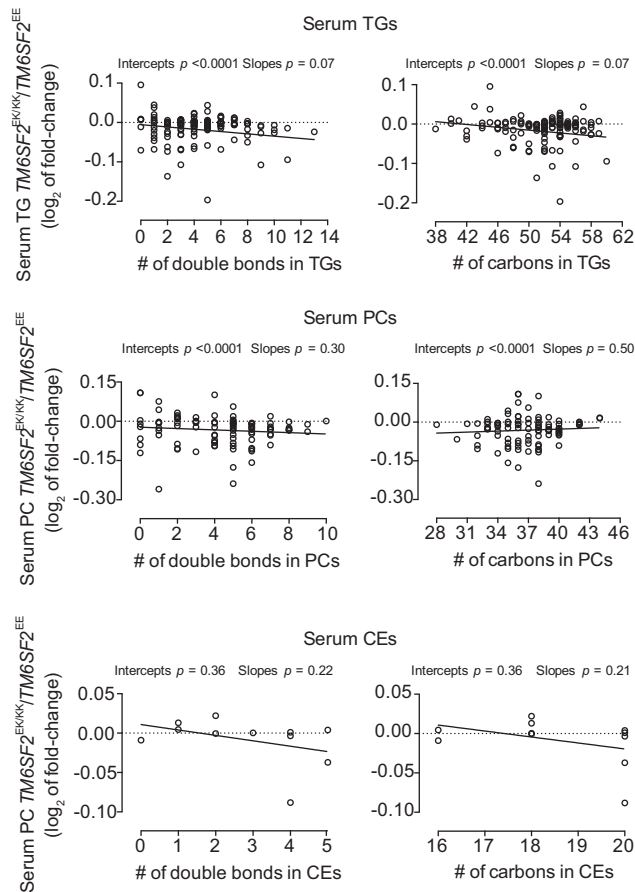 Serum TGs
Serum TG TM6SF2EK/KK/TM6SF2EE
(log2 of fold-change)
Intercepts p <0.0001 Slopes p = 0.07
0.1
0.0
-0.1
-0.2
0 2 4 6 8 10 12 14
# of double bonds in TGs
Intercepts p <0.0001 Slopes p = 0.07
0.1
0.0
-0.1
-0.2
38 42 46 50 54 58 62
# of carbons in TGs
Serum PCs
Serum PC TM6SF2EK/KK/TM6SF2EE
(log2 of fold-change)
Intercepts p <0.0001 Slopes p = 0.30
0.15
-0.00
-0.15
-0.30
0 2 4 6 8 10
# of double bonds in PCs
Intercepts p <0.0001 Slopes p = 0.50
0.15
0.00
-0.15
-0.30
28 31 34 37 40 43 46
# of carbons in PCs
Serum CEs
Serum PC TM6SF2EK/KK/TM6SF2EE
(log2 of fold-change)
Intercepts p = 0.36 Slopes p = 0.22
0.05
0.00
-0.05
-0.10
0 1 2 3 4 5
# of double bonds in CEs
Intercepts p = 0.36 Slopes p = 0.21
0.05
0.00
-0.05
-0.10
16 17 18 19 20
# of carbons in CEs